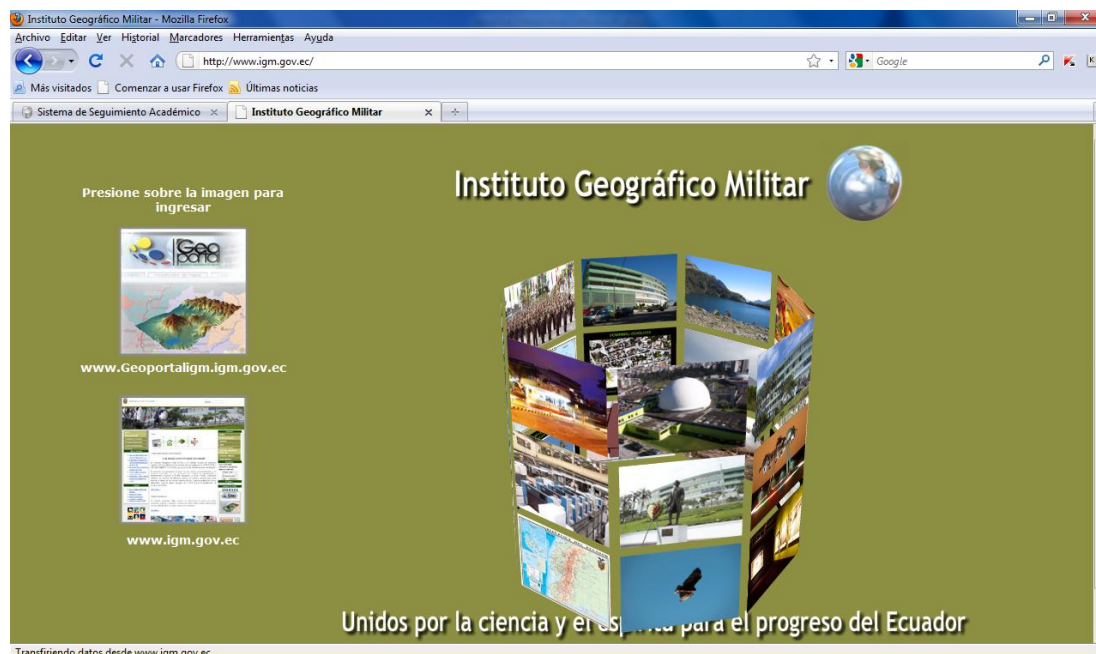 Instituto Geográfico Militar - Mozilla Firefox
Archivo Editar Ver Historial Marcadores Herramientas Ayuda
http://www.igm.gov.ec/
Google
Más visitados Comenzar a usar Firefox Últimas noticias
Sistema de Seguimiento Académico
Instituto Geográfico Militar
Presione sobre la imagen para
ingresar
Instituto Geográfico Militar
Geo
portal
www.Geoportaligm.igm.gov.ec
www.igm.gov.ec
Unidos por la ciencia y el espíritu para el progreso del Ecuador
Transfiriendo datos desde www.igm.gov.ec